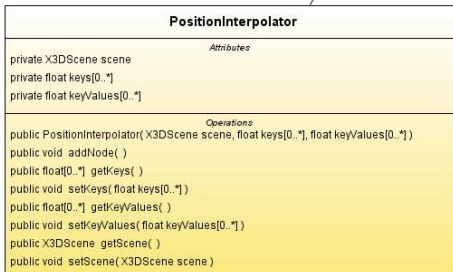 PositionInterpolator
Attributes
private X3DScene scene
private float keys[0..*]
private float keyValues[0..*]
Operations
public PositionInterpolator( X3DScene scene, float keys[0..*], float keyValues[0..*] )
public void addNode( )
public float[0..*] getKeys( )
public void setKeys( float keys[0..*] )
public float[0..*] getKeyValues( )
public void setKeyValues( float keyValues[0..*] )
public X3DScene getScene( )
public void setScene( X3DScene scene )